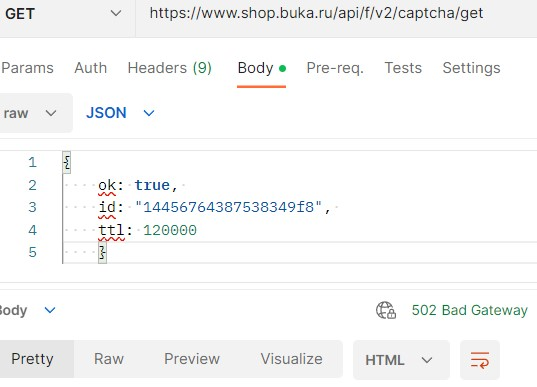 GET https://www.shop.buka.ru/api/f/v2/captcha/get
Params Auth Headers (9) Body Pre-req. Tests Settings
raw JSON
1 {
2 ok: true,
3 id: "14456764387538349f8",
4 ttl: 120000
5 }
Body 502 Bad Gateway
Pretty Raw Preview Visualize HTML